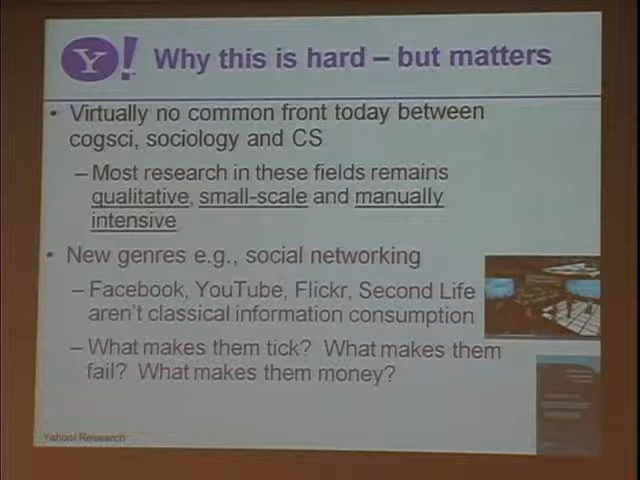 Y! Why this is hard – but matters
• Virtually no common front today between
cogsci, sociology and CS
– Most research in these fields remains
qualitative, small-scale and manually
intensive
• New genres e.g., social networking
– Facebook, YouTube, Flickr, Second Life
aren't classical information consumption
– What makes them tick? What makes them
fail? What makes them money?
Yahoo! Research